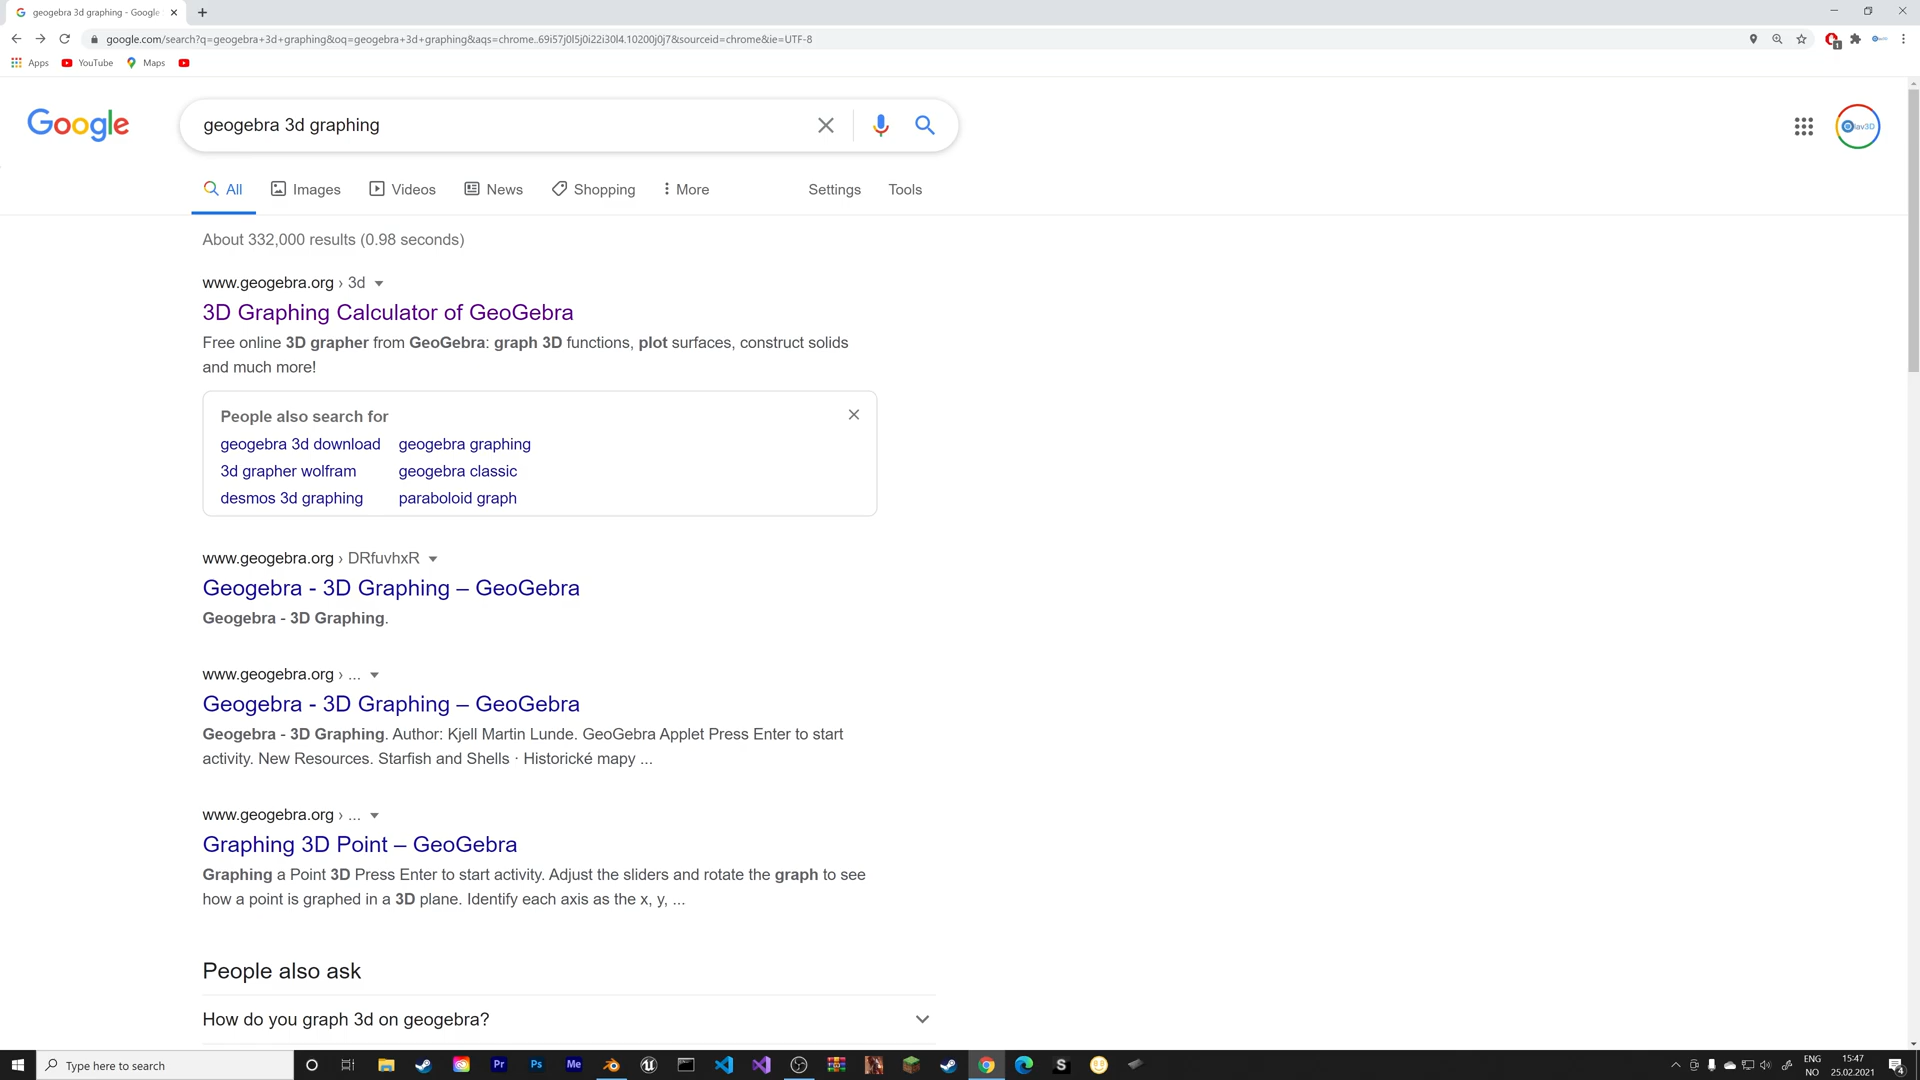 geogebra 3d graphing - Google
google.com/search?q=geogebra+3d+graphing&oq=geogebra+3d+graphing&aqs=chrome..69i57j0l5j0i22i30l4.10200j0j7&sourceid=chrome&ie=UTF-8
1
Apps YouTube Maps
Google
geogebra 3d graphing
lav3D
All Images Videos News Shopping More Settings Tools
About 332,000 results (0.98 seconds)
www.geogebra.org › 3d
3D Graphing Calculator of GeoGebra
Free online 3D grapher from GeoGebra: graph 3D functions, plot surfaces, construct solids
and much more!
People also search for
geogebra 3d download geogebra graphing
3d grapher wolfram geogebra classic
desmos 3d graphing paraboloid graph
www.geogebra.org › DRfuvhxR
Geogebra - 3D Graphing – GeoGebra
Geogebra - 3D Graphing.
www.geogebra.org › ...
Geogebra - 3D Graphing – GeoGebra
Geogebra - 3D Graphing. Author: Kjell Martin Lunde. GeoGebra Applet Press Enter to start
activity. New Resources. Starfish and Shells · Historické mapy ...
www.geogebra.org › ...
Graphing 3D Point – GeoGebra
Graphing a Point 3D Press Enter to start activity. Adjust the sliders and rotate the graph to see
how a point is graphed in a 3D plane. Identify each axis as the x, y, ...
People also ask
How do you graph 3d on geogebra?
Type here to search
Pr Ps Me S
ENG 15:47
NO 25.02.2021 4